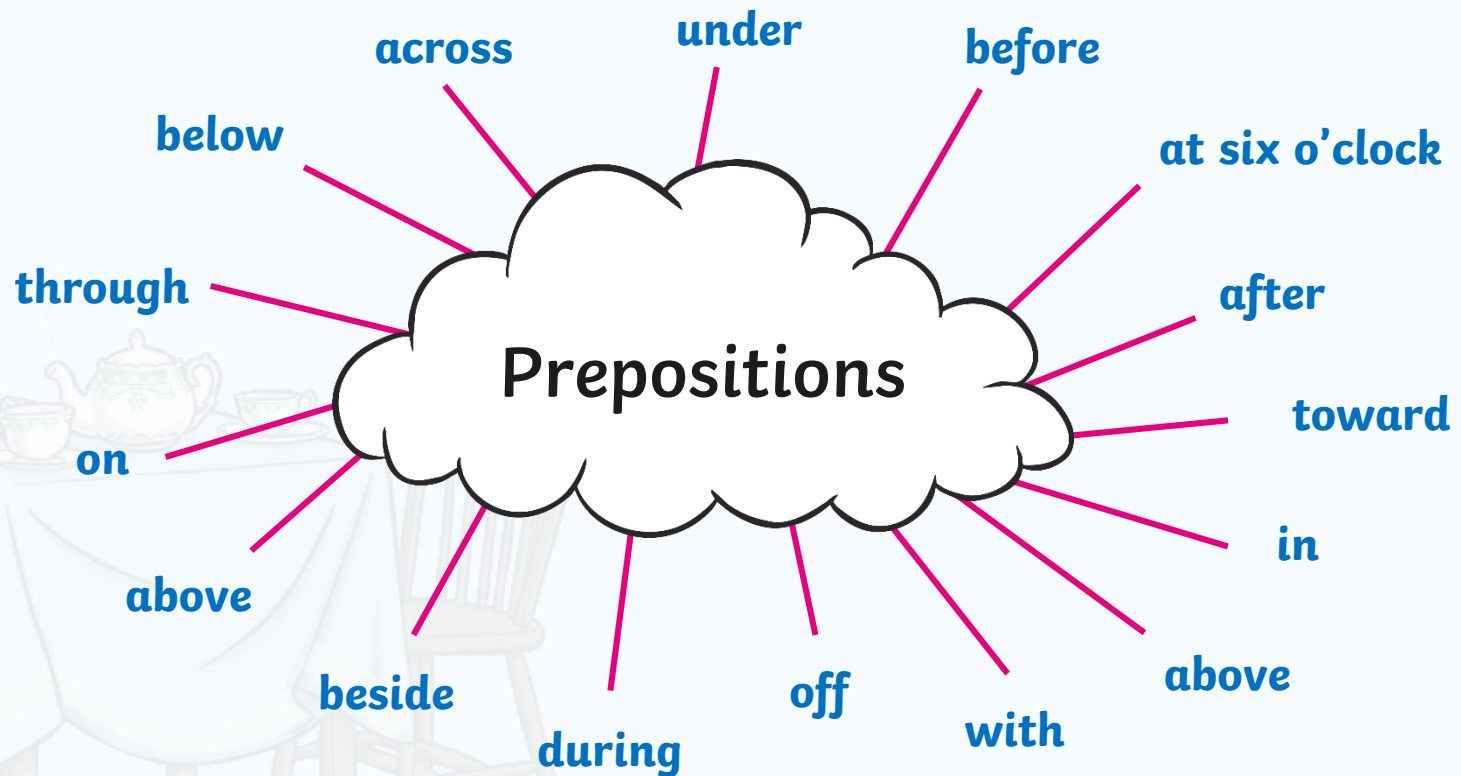 under
across
before
below
at six o’clock
through
after
Prepositions
toward
on
in
above
above
beside
off
with
during